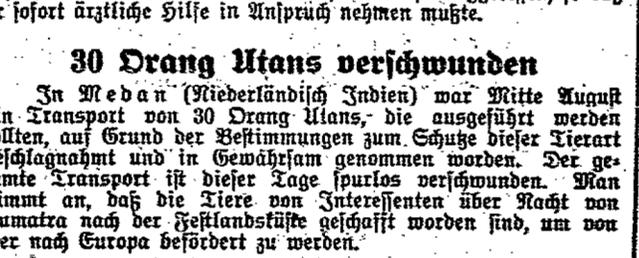 r sofort ärztliche Hilfe in Anspruch nehmen mußte.
30 Orang Utans verschwunden
In Medan (Niederländisch Indien) war Mitte August
n Transport von 30 Orang Utans, die ausgeführt werden
llten, auf Grund der Bestimmungen zum Schutze dieser Tierart
eschlagnahmt und in Gewahrsam genommen worden. Der ge-
mte Transport ist dieser Tage spurlos verschwunden. Man
immt an, daß die Tiere von Interessenten über Nacht von
umatra nach der Festlandsküste geschafft worden sind, um von
er nach Europa befördert zu werden.